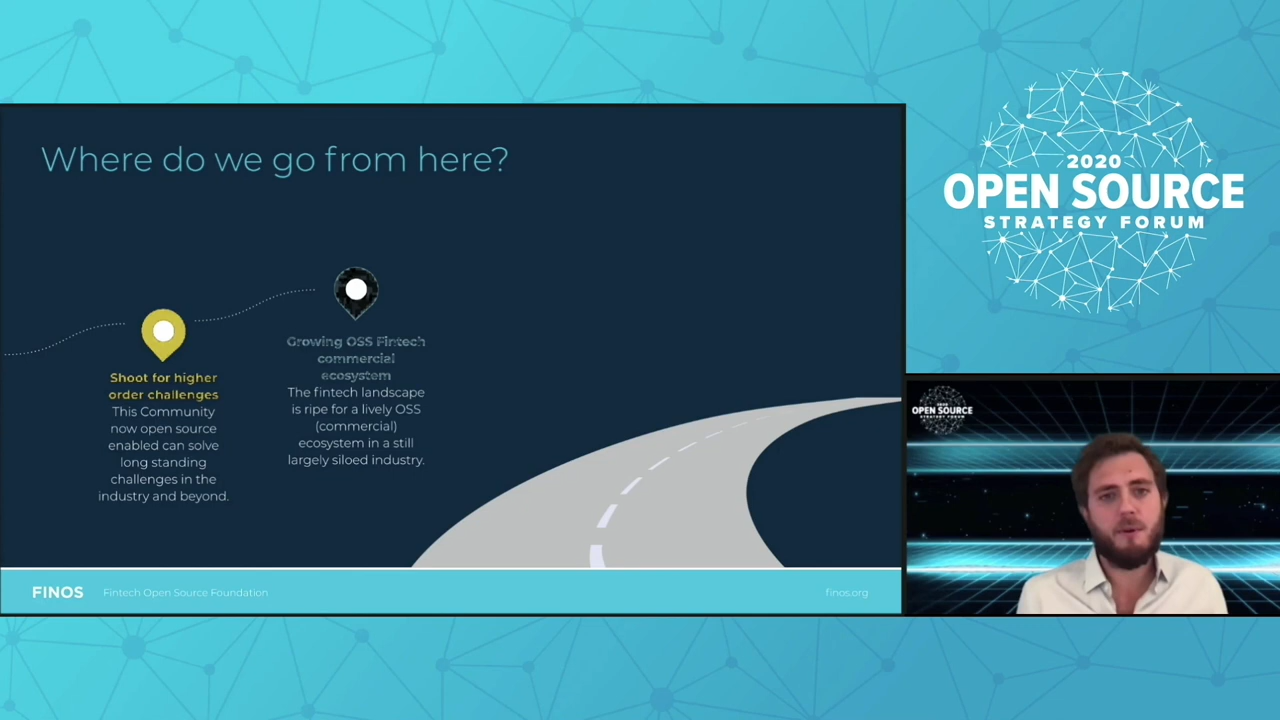 Where do we go from here?
Shoot for higher
order challenges
This Community
now open source
enabled can solve
long standing
challenges in the
industry and beyond.
Growing OSS Fintech
commercial
ecosystem
The fintech landscape
is ripe for a lively OSS
(commercial)
ecosystem in a still
largely siloed industry.
FINOS Fintech Open Source Foundation finos.org
2020
OPEN SOURCE
STRATEGY FORUM
2020
OPEN SOURCE
STRATEGY FORUM